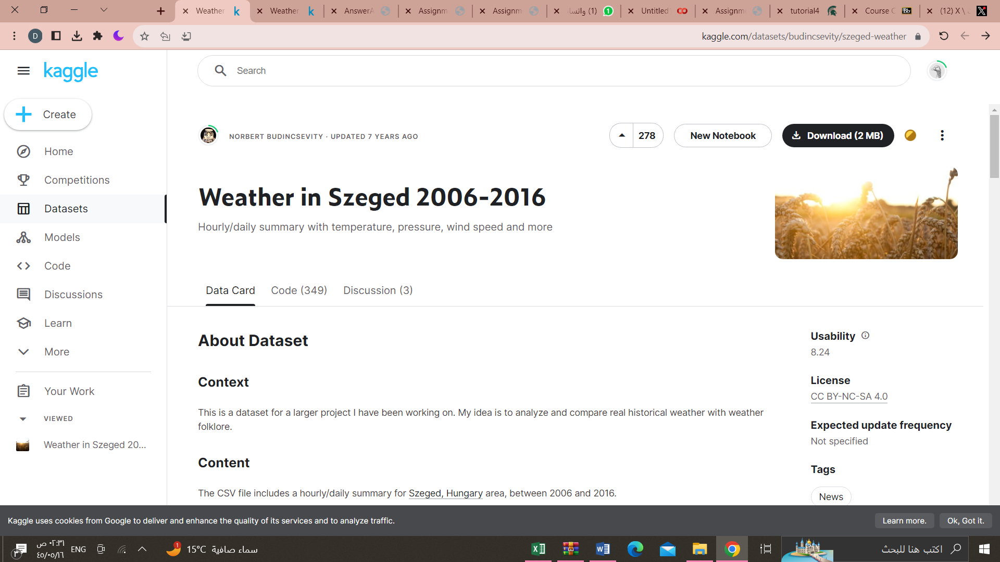 Weather
Weather
AnswerA
Assignm
Assignm
(1) واتسا
Untitled1
Assignm
tutorial4
Course C
Bb
(12) X \
D
kaggle.com/datasets/budincsevity/szeged-weather
kaggle
Search
Create
Home
Competitions
Datasets
Models
Code
Discussions
Learn
More
Your Work
VIEWED
Weather in Szeged 20...
NORBERT BUDINCSEVITY · UPDATED 7 YEARS AGO
278
New Notebook
Download (2 MB)
Weather in Szeged 2006-2016
Hourly/daily summary with temperature, pressure, wind speed and more
Data Card
Code (349)
Discussion (3)
About Dataset
Context
This is a dataset for a larger project I have been working on. My idea is to analyze and compare real historical weather with weather
folklore.
Content
The CSV file includes a hourly/daily summary for Szeged, Hungary area, between 2006 and 2016.
Usability
8.24
License
CC BY-NC-SA 4.0
Expected update frequency
Not specified
Tags
News
Kaggle uses cookies from Google to deliver and enhance the quality of its services and to analyze traffic.
Learn more.
Ok, Got it.
٣
٠٢:٣١ ص
٤٥/٠٥/١٦
ENG
1
15°C سماء صافية
اكتب هنا للبحث